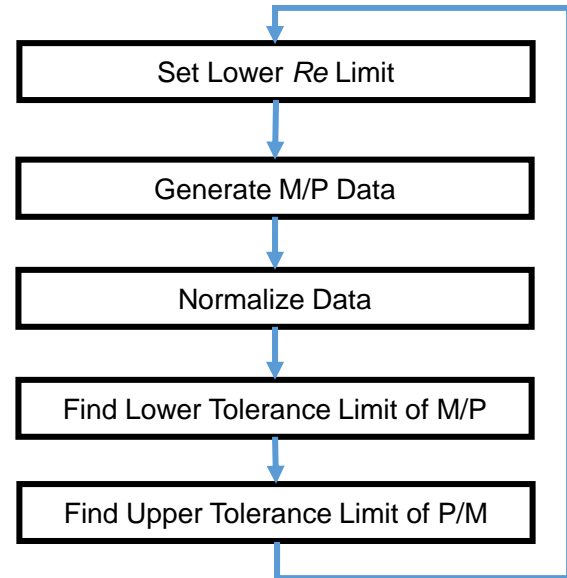 Set Lower Re Limit
Generate M/P Data
Normalize Data
Find Lower Tolerance Limit of M/P
Find Upper Tolerance Limit of P/M